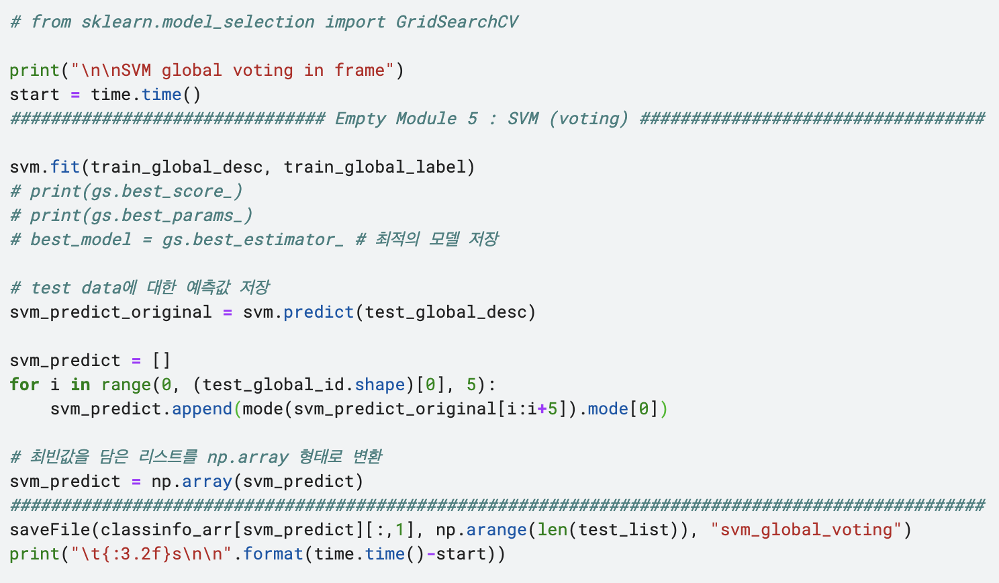 # from sklearn.model_selection import GridSearchCV
print("\n\nSVM global voting in frame")
start = time.time()
############################### Empty Module 5 : SVM (voting) ##################################
svm.fit(train_global_desc, train_global_label)
# print(gs.best_score_)
# print(gs.best_params_)
# best_model = gs.best_estimator_ # 최적의 모델 저장
# test data에 대한 예측값 저장
svm_predict_original = svm.predict(test_global_desc)
svm_predict = []
for i in range(0, (test_global_id.shape)[0], 5):
    svm_predict.append(mode(svm_predict_original[i:i+5]).mode[0])
# 최빈값을 담은 리스트를 np.array 형태로 변환
svm_predict = np.array(svm_predict)
################################################################################################
saveFile(classinfo_arr[svm_predict][:,1], np.arange(len(test_list)), "svm_global_voting")
print("\t{:3.2f}s\n\n".format(time.time()-start))